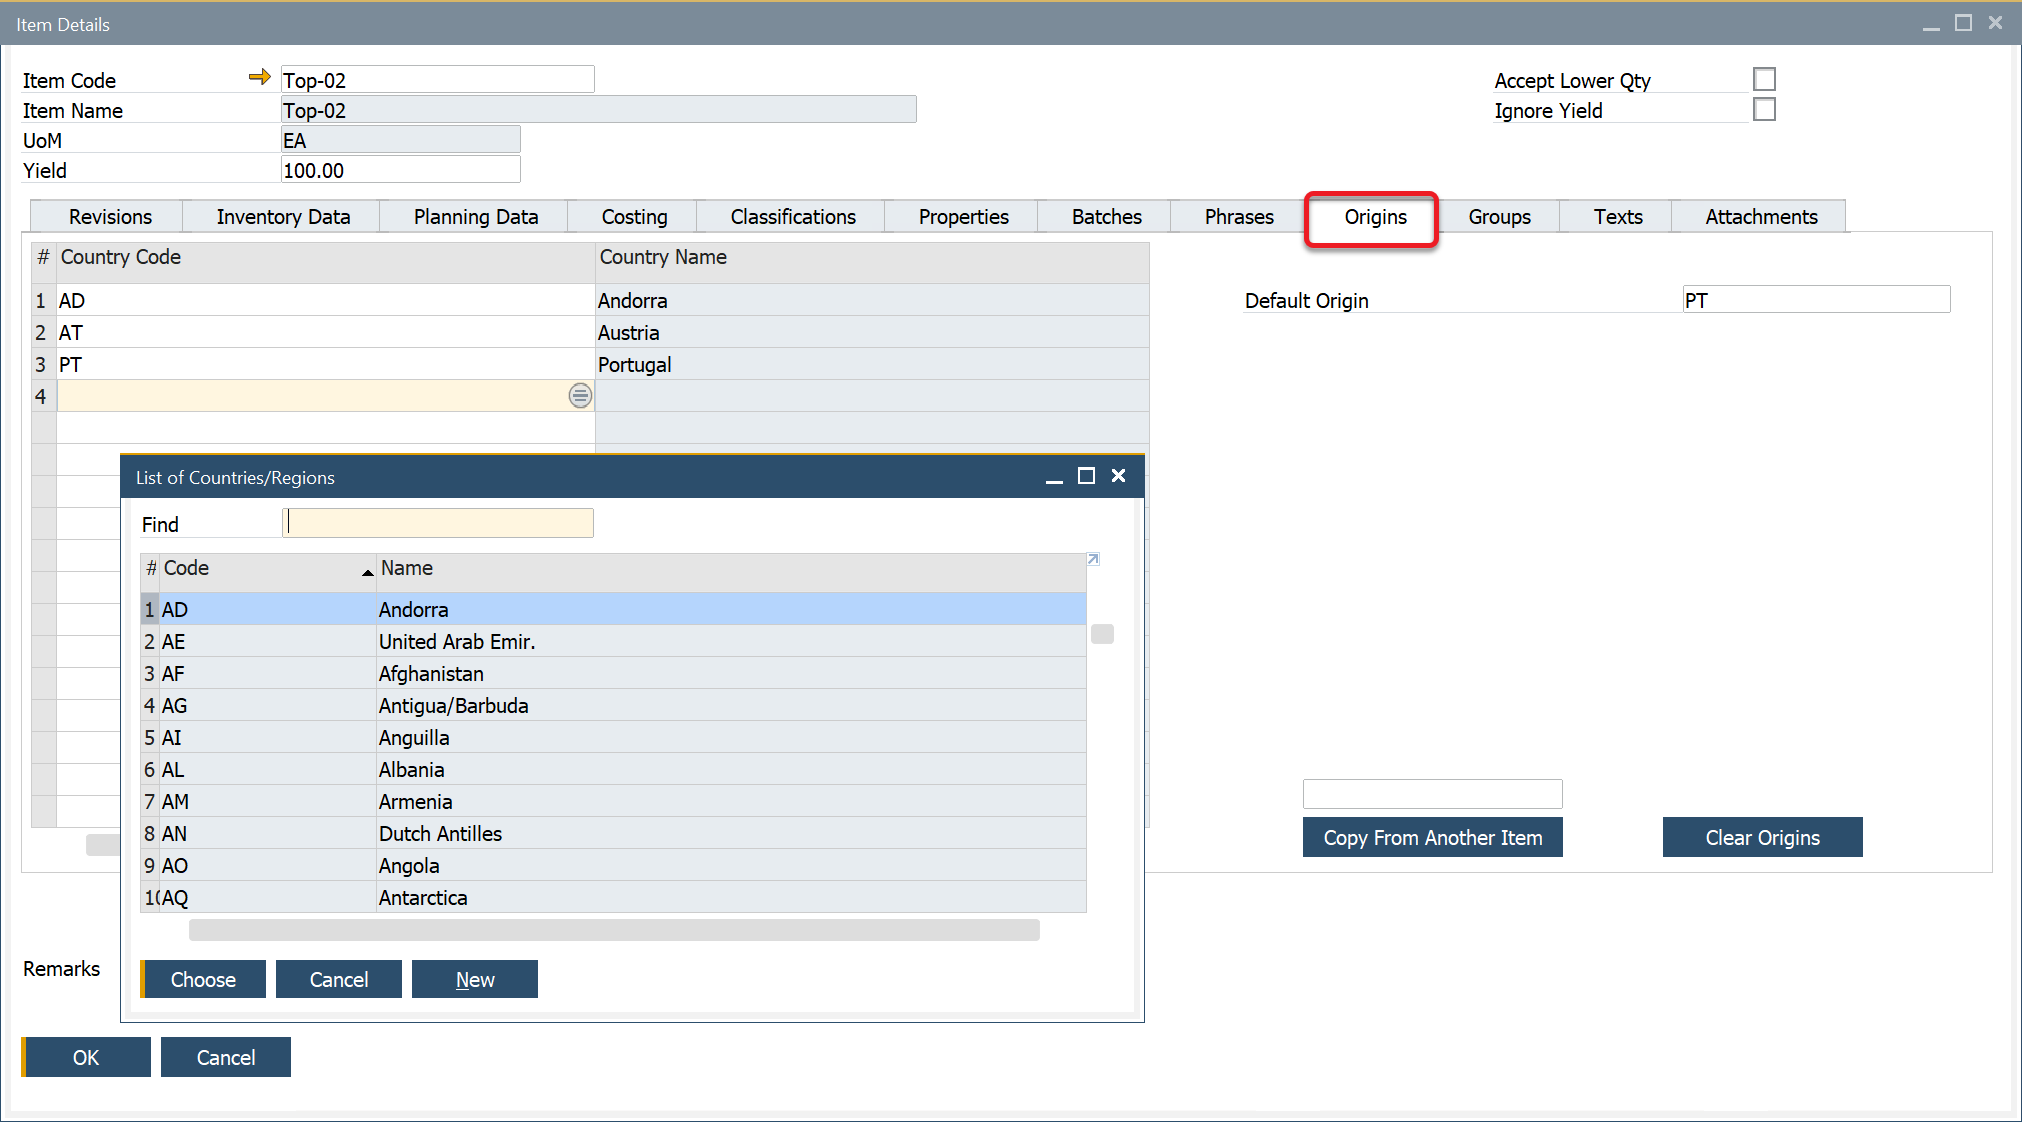 Item Details
Item Code Top-02 Accept Lower Qty
Item Name Top-02 Ignore Yield
UoM EA
Yield 100.00
Revisions Inventory Data Planning Data Costing Classifications Properties Batches Phrases Origins Groups Texts Attachments
# Country Code Country Name
1 AD Andorra Default Origin PT
2 AT Austria
3 PT Portugal
4
List of Countries/Regions
Find
# Code Name
1 AD Andorra
2 AE United Arab Emir.
3 AF Afghanistan
4 AG Antigua/Barbuda
5 AI Anguilla
6 AL Albania
7 AM Armenia
8 AN Dutch Antilles
9 AO Angola
10 AQ Antarctica
Copy From Another Item Clear Origins
Remarks
Choose Cancel New
OK Cancel